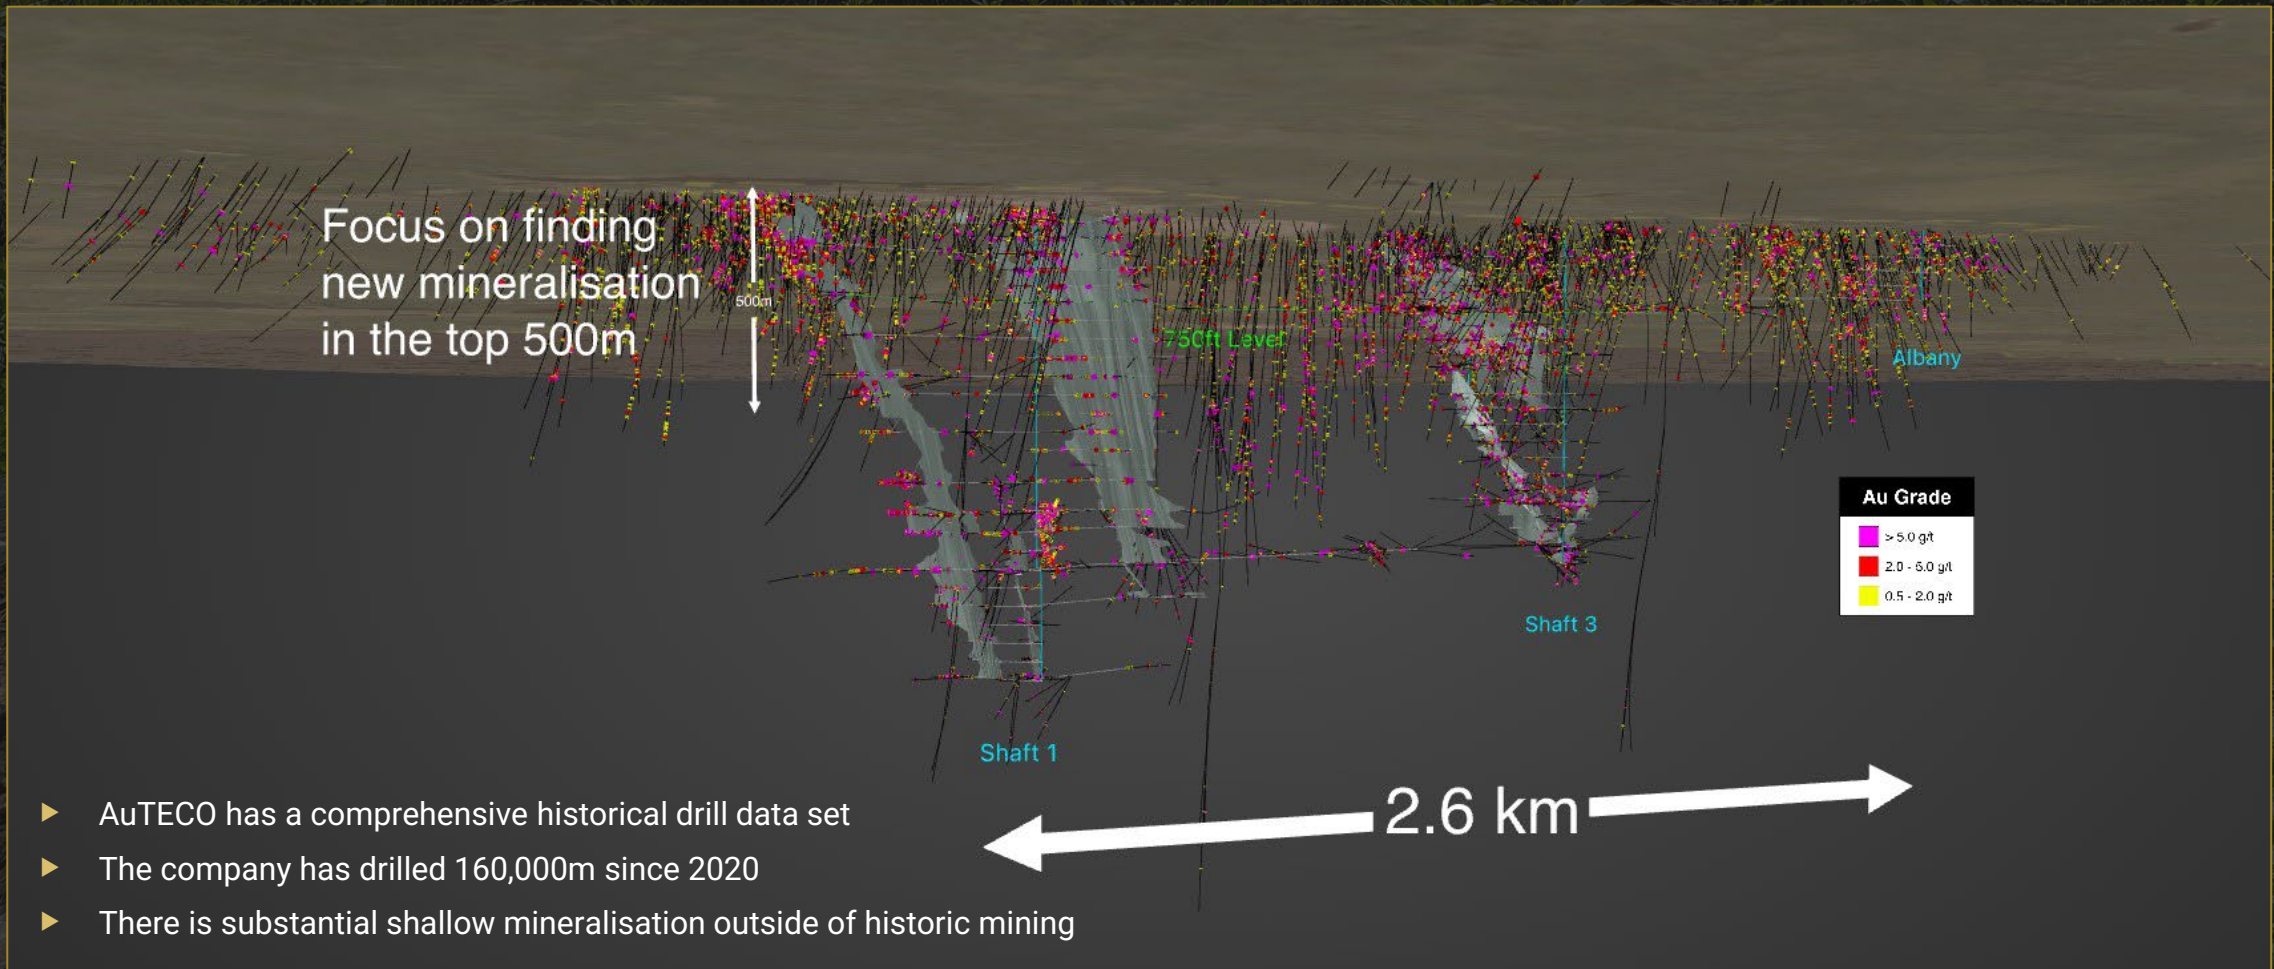 Focus on finding
new mineralisation
in the top 500m
500m
750ft Level
Albany
Au Grade
> 5.0 g/t
2.0 - 5.0 g/t
0.5 - 2.0 g/t
Shaft 3
Shaft 1
2.6 km
AuTECO has a comprehensive historical drill data set
The company has drilled 160,000m since 2020
There is substantial shallow mineralisation outside of historic mining